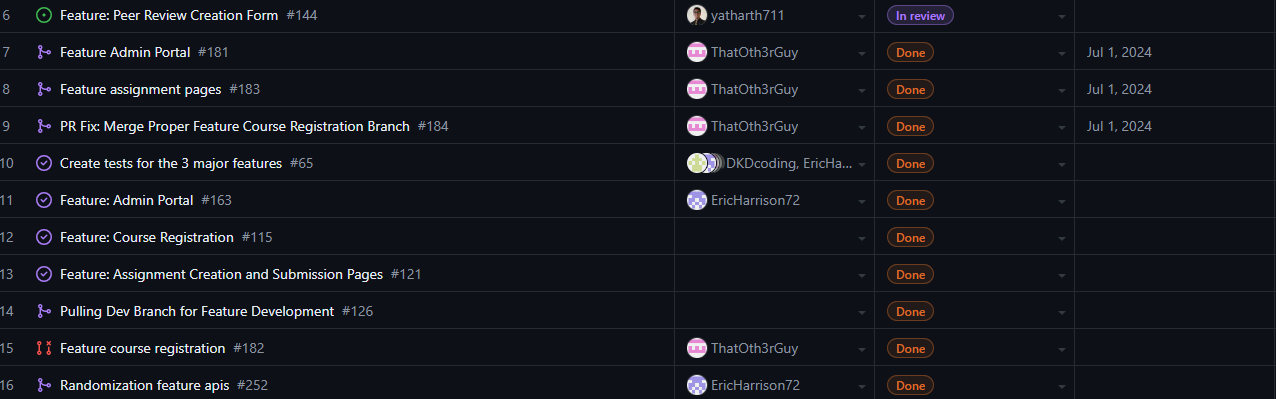 6 Feature: Peer Review Creation Form #144 yatharth711 In review
7 Feature Admin Portal #181 ThatOth3rGuy Done Jul 1, 2024
8 Feature assignment pages #183 ThatOth3rGuy Done Jul 1, 2024
9 PR Fix: Merge Proper Feature Course Registration Branch #184 ThatOth3rGuy Done Jul 1, 2024
10 Create tests for the 3 major features #65 DKDcoding, EricHa... Done
11 Feature: Admin Portal #163 EricHarrison72 Done
12 Feature: Course Registration #115 Done
13 Feature: Assignment Creation and Submission Pages #121 Done
14 Pulling Dev Branch for Feature Development #126 Done
15 Feature course registration #182 ThatOth3rGuy Done
16 Randomization feature apis #252 EricHarrison72 Done